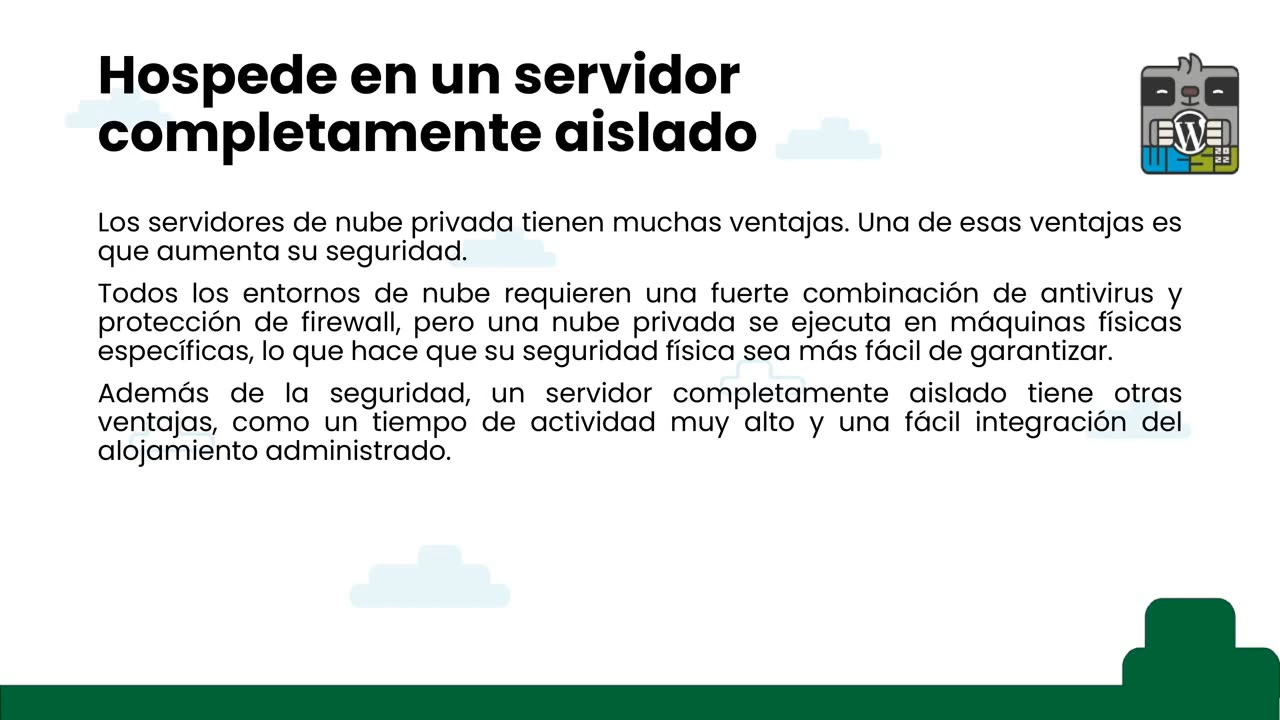 Hospede en un servidor
completamente aislado
Los servidores de nube privada tienen muchas ventajas. Una de esas ventajas es
que aumenta su seguridad.
Todos los entornos de nube requieren una fuerte combinación de antivirus y
protección de firewall, pero una nube privada se ejecuta en máquinas físicas
específicas, lo que hace que su seguridad física sea más fácil de garantizar.
Además de la seguridad, un servidor completamente aislado tiene otras
ventajas, como un tiempo de actividad muy alto y una fácil integración del
alojamiento administrado.